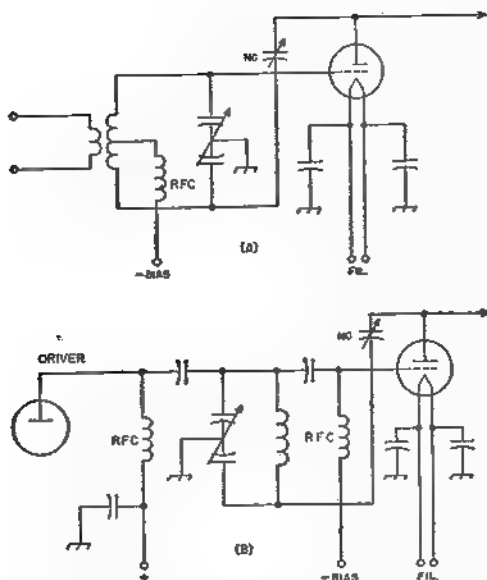 NC
RFC
(A)
-BIAS
FIL.
DRIVER
NC
RFC
RFC
(B)
-BIAS
FIL.